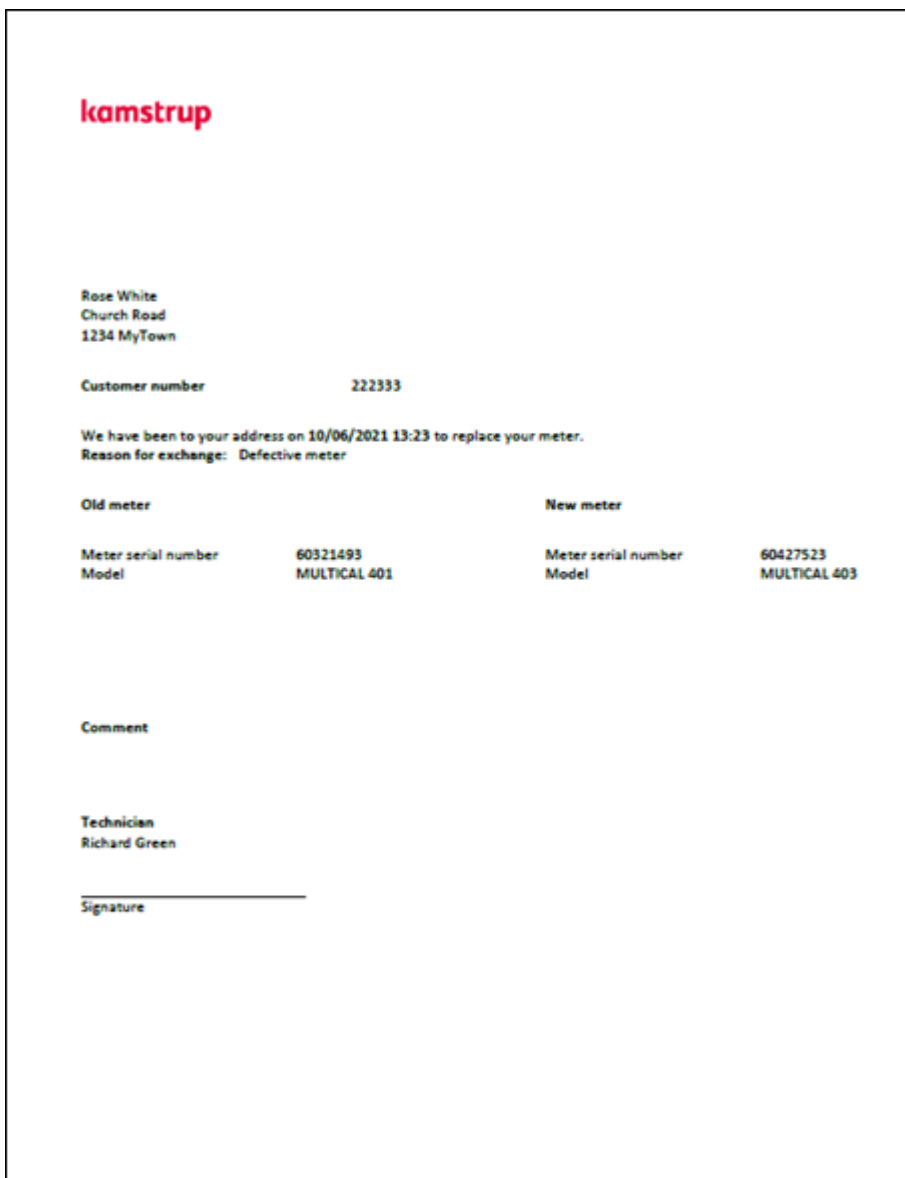 kamstrup
Rose White
Church Road
1234 MyTown
Customer number 222333
We have been to your address on 10/06/2021 13:23 to replace your meter.
Reason for exchange: Defective meter
Old meter New meter
Meter serial number 60321493 Meter serial number 60427523
Model MULTICAL 401 Model MULTICAL 403
Comment
Technician
Richard Green
Signature